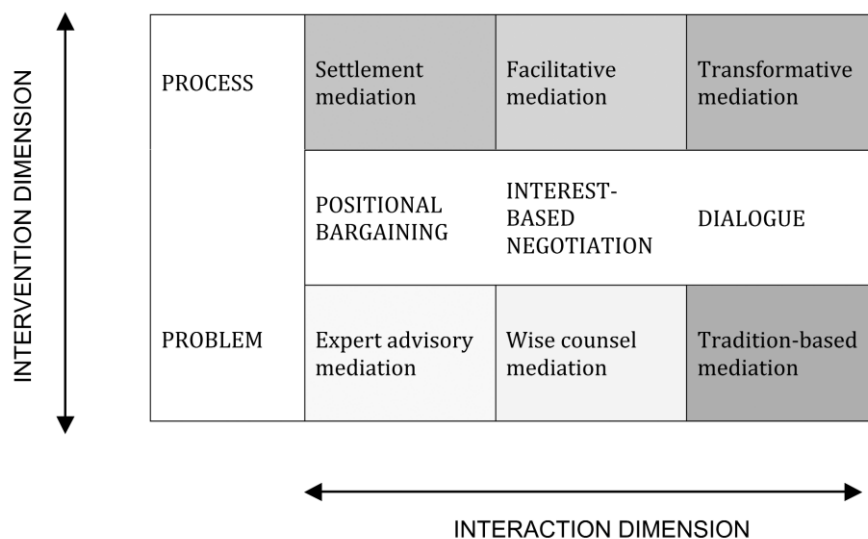 INTERVENTION DIMENSION
PROCESS
Settlement
mediation
Facilitative
mediation
Transformative
mediation
POSITIONAL
BARGAINING
INTEREST-
BASED
NEGOTIATION
DIALOGUE
PROBLEM
Expert advisory
mediation
Wise counsel
mediation
Tradition-based
mediation
INTERACTION DIMENSION